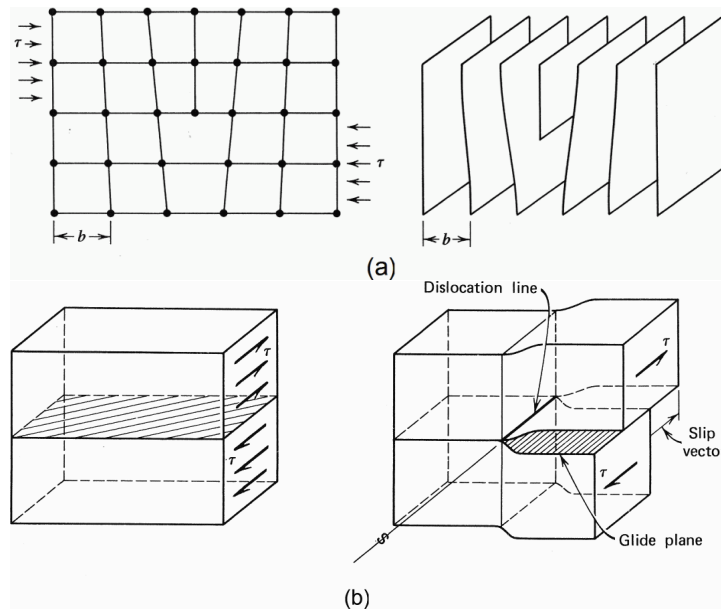 τ
τ
b
b
(a)
Dislocation line
τ
τ
τ
Slip
vecto
τ
Glide plane
S
(b)